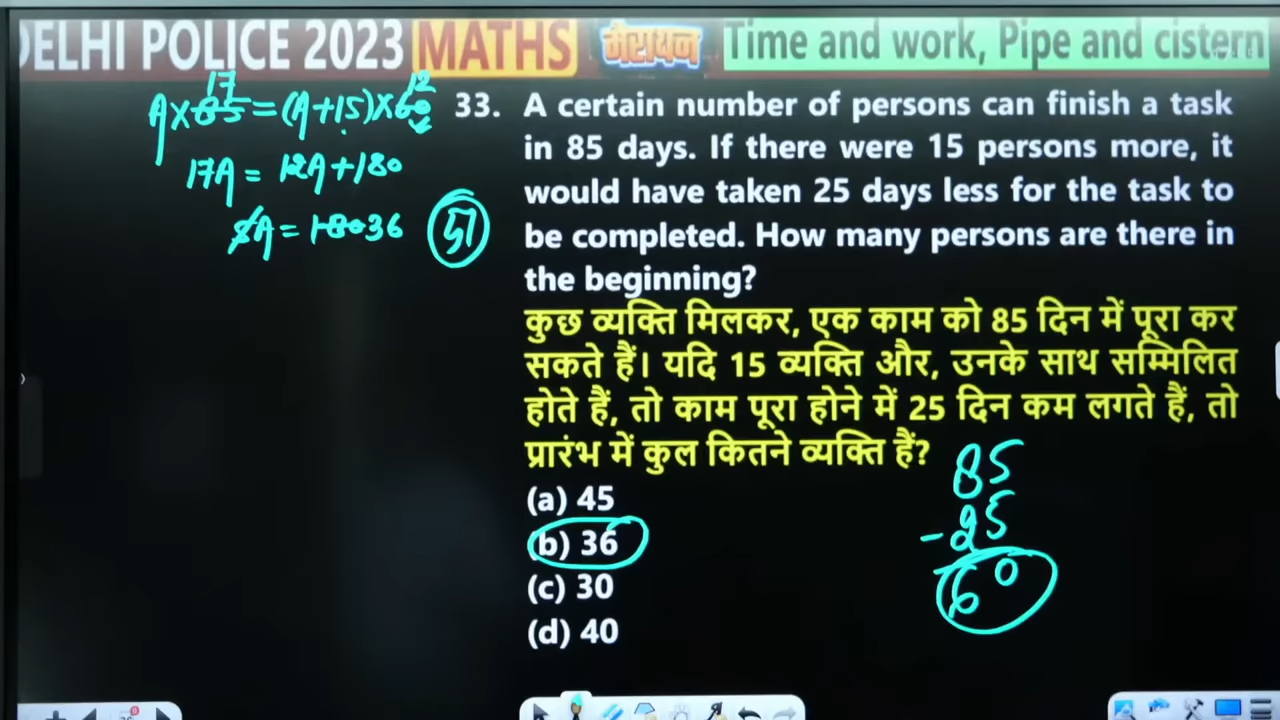 DELHI POLICE 2023 MATHS मैराथन Time and work, Pipe and cistern
A×85=(A+15)×60
17 12
17A = 12A+180
5A = 180 36
51
33. A certain number of persons can finish a task
in 85 days. If there were 15 persons more, it
would have taken 25 days less for the task to
be completed. How many persons are there in
the beginning?
कुछ व्यक्ति मिलकर, एक काम को 85 दिन में पूरा कर
सकते हैं। यदि 15 व्यक्ति और, उनके साथ सम्मिलित
होते हैं, तो काम पूरा होने में 25 दिन कम लगते हैं, तो
प्रारंभ में कुल कितने व्यक्ति हैं?
(a) 45
(b) 36
(c) 30
(d) 40
85
-25
60